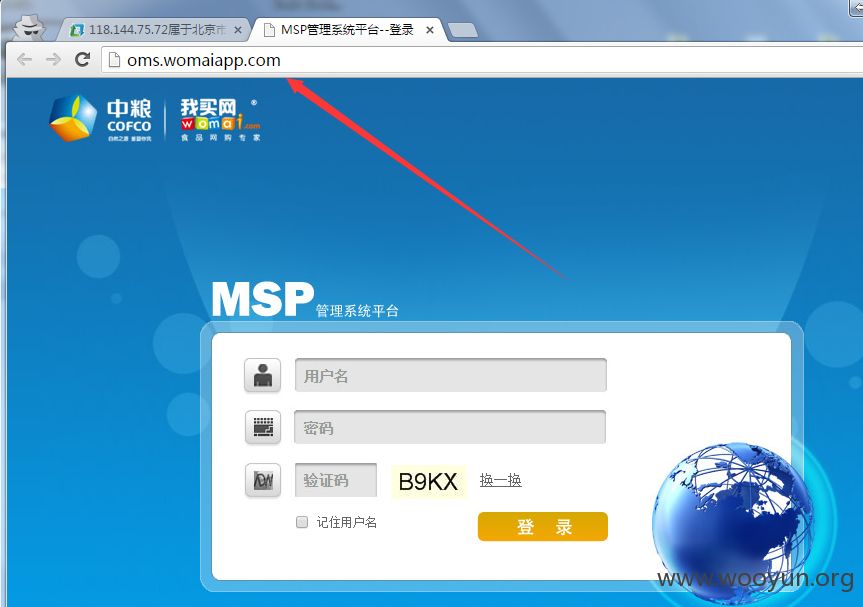 118.144.75.72属于北京市
MSP管理系统平台--登录
oms.womaiapp.com
中粮
COFCO
自然之源 重塑你我
我买网®
womai.com
食品网购专家
MSP管理系统平台
用户名
密码
验证码
B9KX
换一换
记住用户名
登 录
www.wooyun.org